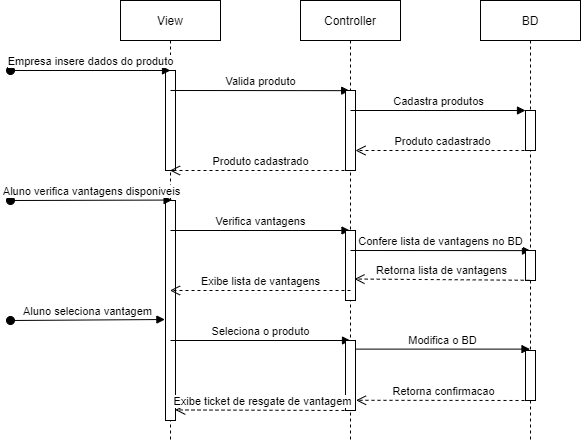 View
Controller
BD
Empresa insere dados do produto
Valida produto
Cadastra produtos
Produto cadastrado
Produto cadastrado
Aluno verifica vantagens disponiveis
Verifica vantagens
Confere lista de vantagens no BD
Retorna lista de vantagens
Exibe lista de vantagens
Aluno seleciona vantagem
Seleciona o produto
Modifica o BD
Retorna confirmacao
Exibe ticket de resgate de vantagem